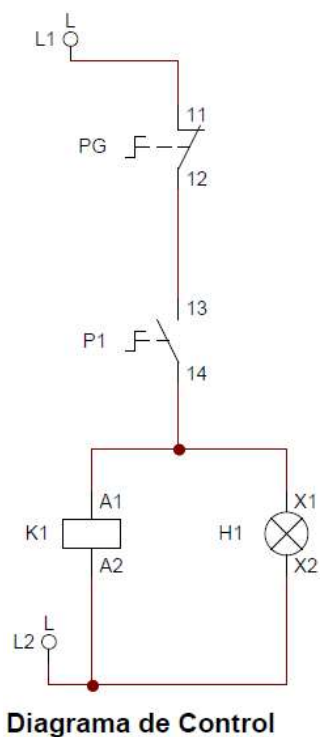 L
L1
11
PG
12
13
P1
14
A1
X1
K1
H1
A2
X2
L
L2
Diagrama de Control